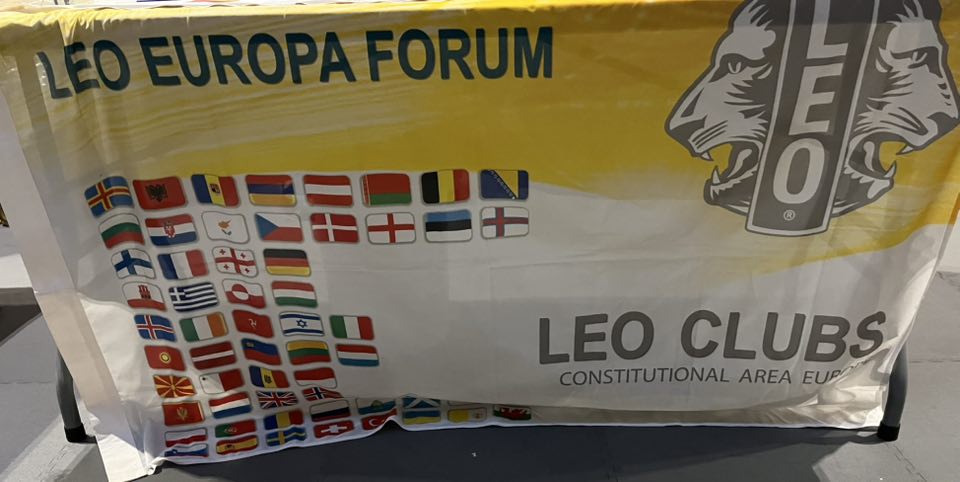 LEO EUROPA FORUM
LEO
®
LEO CLUBS
CONSTITUTIONAL AREA